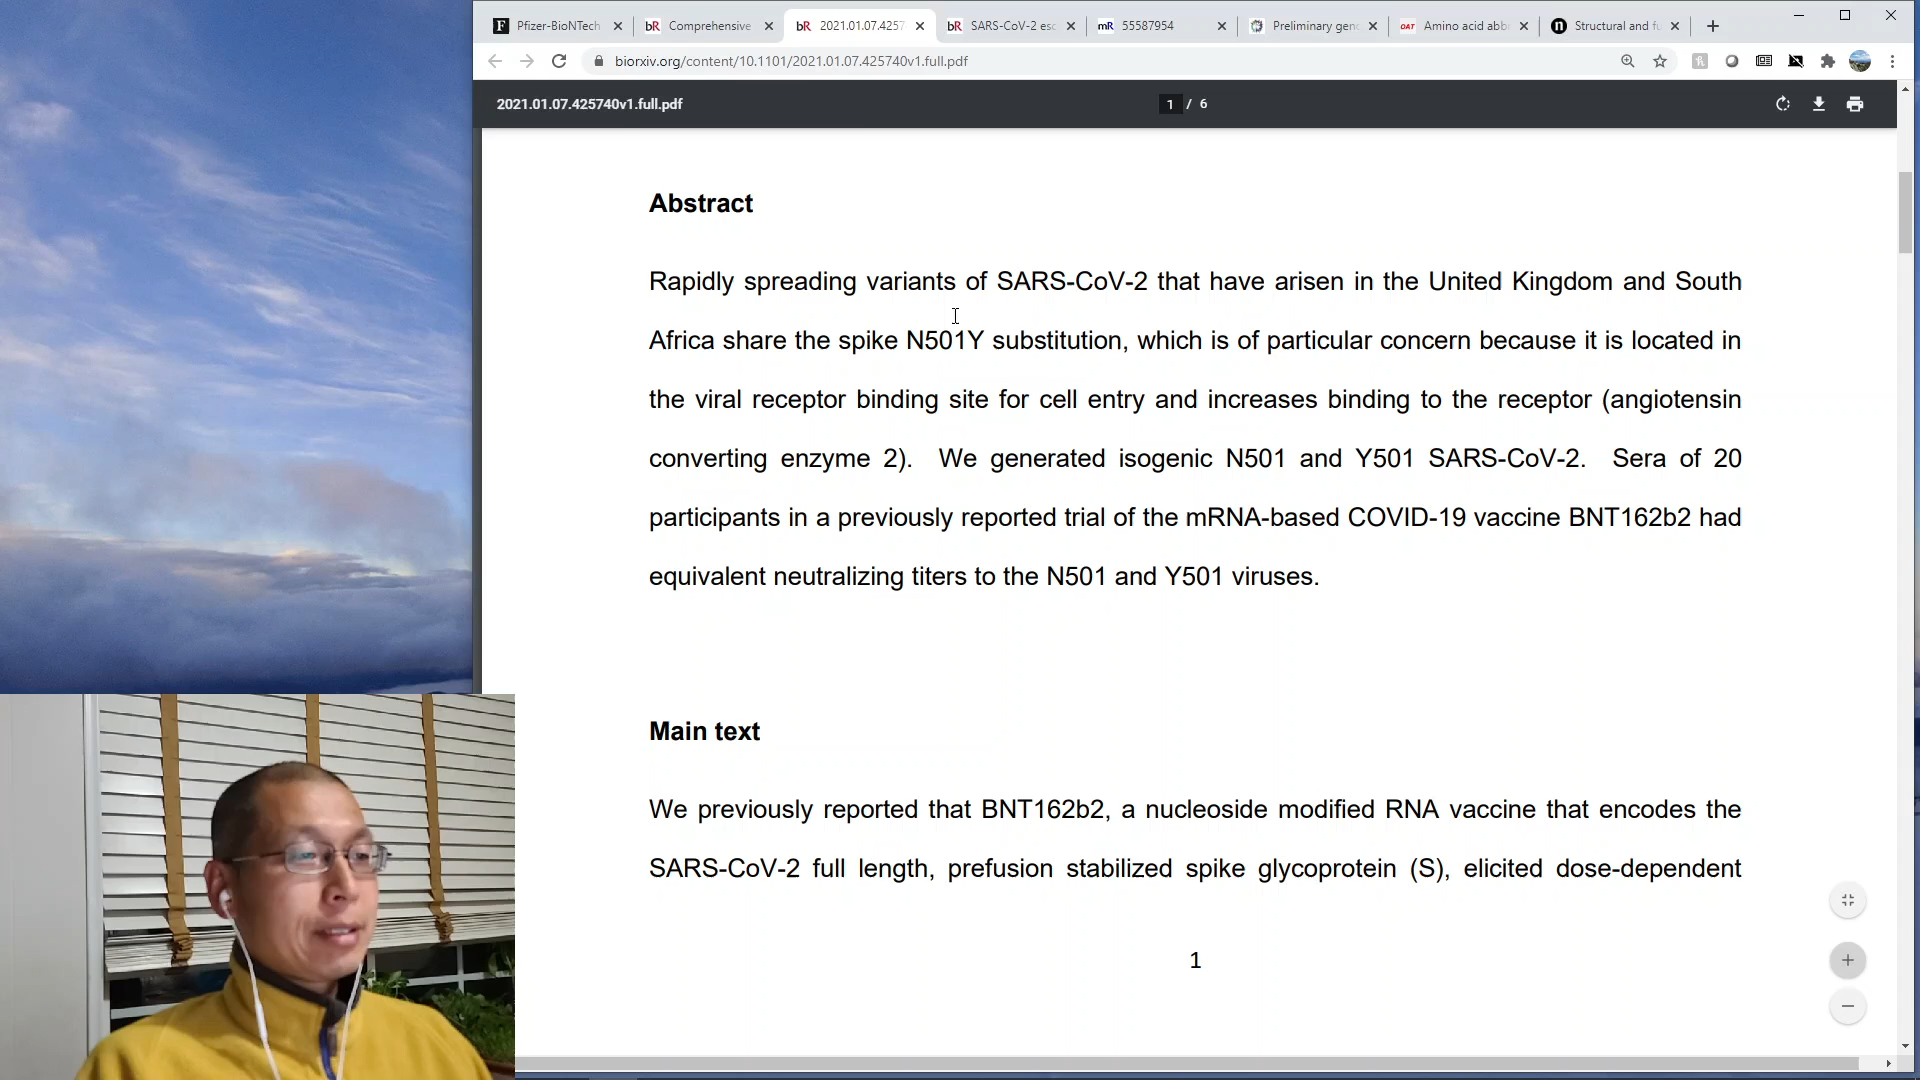 Pfizer-BioNTech
Comprehensive
2021.01.07.4257
SARS-CoV-2 esc
mR 55587954
Preliminary gen
OAT Amino acid abb
Structural and fu
biorxiv.org/content/10.1101/2021.01.07.425740v1.full.pdf
2021.01.07.425740v1.full.pdf
1 / 6
Abstract
Rapidly spreading variants of SARS-CoV-2 that have arisen in the United Kingdom and South
Africa share the spike N501Y substitution, which is of particular concern because it is located in
the viral receptor binding site for cell entry and increases binding to the receptor (angiotensin
converting enzyme 2). We generated isogenic N501 and Y501 SARS-CoV-2. Sera of 20
participants in a previously reported trial of the mRNA-based COVID-19 vaccine BNT162b2 had
equivalent neutralizing titers to the N501 and Y501 viruses.
Main text
We previously reported that BNT162b2, a nucleoside modified RNA vaccine that encodes the
SARS-CoV-2 full length, prefusion stabilized spike glycoprotein (S), elicited dose-dependent
1